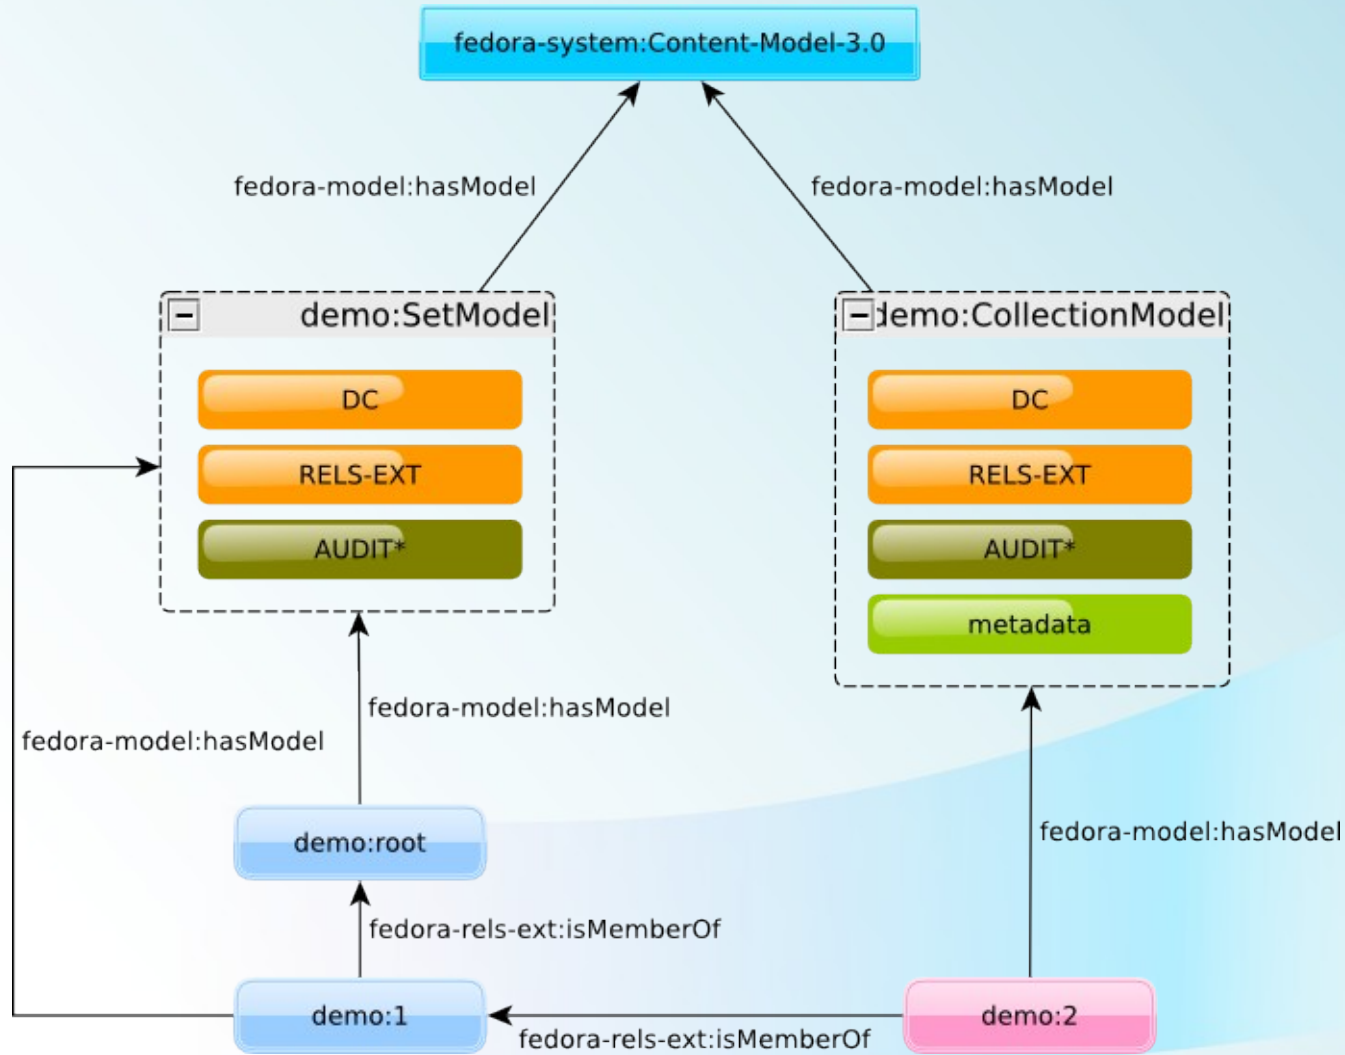 fedora-system:Content-Model-3.0
fedora-model:hasModel
fedora-model:hasModel
demo:SetModel
demo:CollectionModel
DC
DC
RELS-EXT
RELS-EXT
AUDIT*
AUDIT*
metadata
fedora-model:hasModel
fedora-model:hasModel
fedora-model:hasModel
demo:root
fedora-rels-ext:isMemberOf
demo:1
demo:2
fedora-rels-ext:isMemberOf